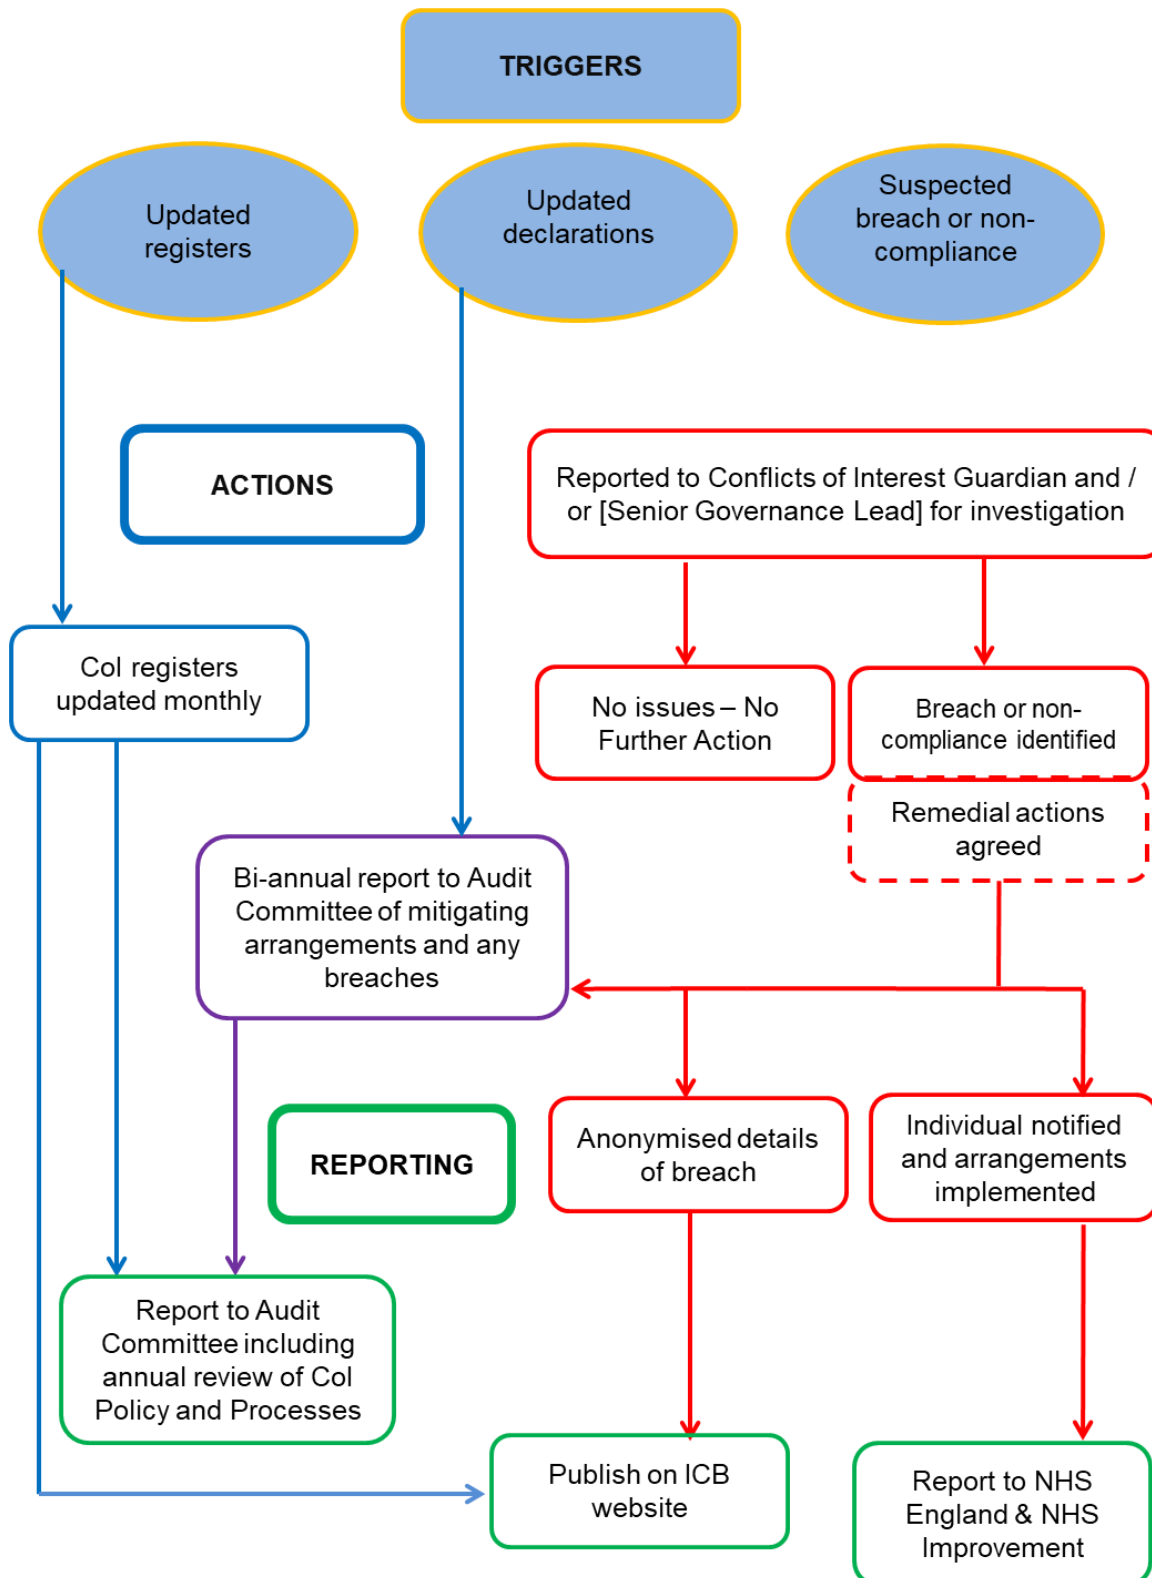 TRIGGERS
Updated
registers
Updated
declarations
Suspected
breach or non-
compliance
ACTIONS
Reported to Conflicts of Interest Guardian and /
or [Senior Governance Lead] for investigation
CoI registers
updated monthly
No issues – No
Further Action
Breach or non-
compliance identified
Remedial actions
agreed
Bi-annual report to Audit
Committee of mitigating
arrangements and any
breaches
REPORTING
Anonymised details
of breach
Individual notified
and arrangements
implemented
Report to Audit
Committee including
annual review of CoI
Policy and Processes
Publish on ICB
website
Report to NHS
England & NHS
Improvement